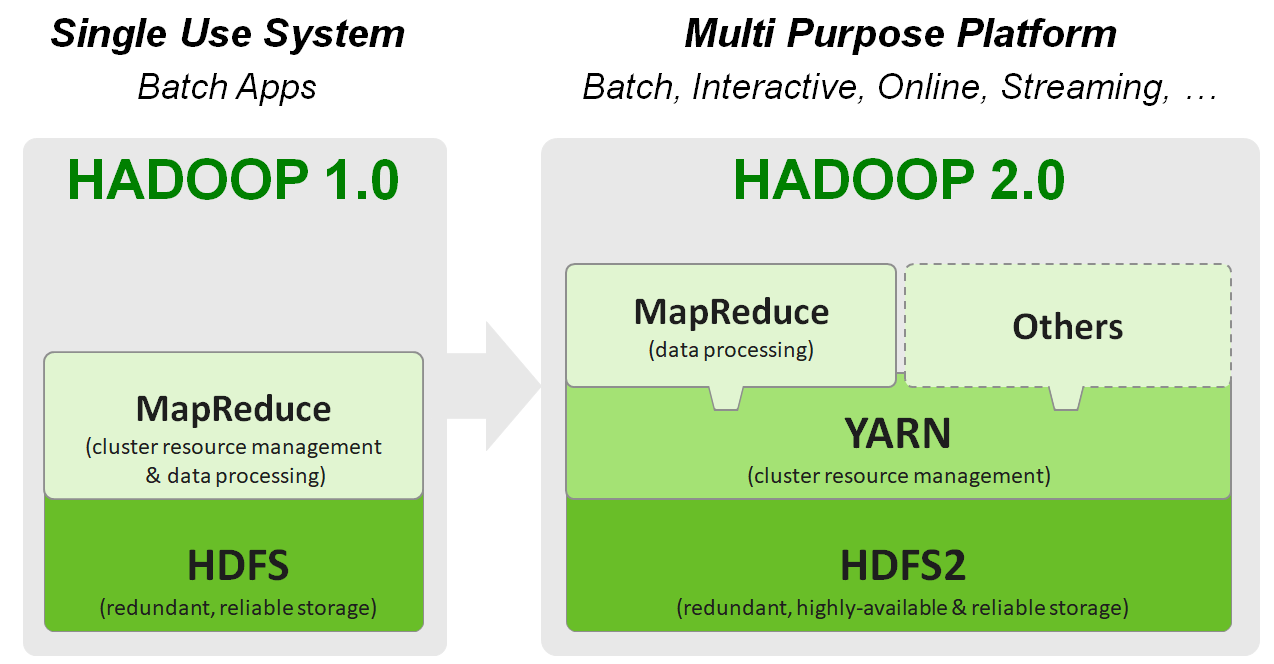 Single Use System
Batch Apps
HADOOP 1.0
MapReduce
(cluster resource management
& data processing)
HDFS
(redundant, reliable storage)
Multi Purpose Platform
Batch, Interactive, Online, Streaming, …
HADOOP 2.0
MapReduce
(data processing)
Others
YARN
(cluster resource management)
HDFS2
(redundant, highly-available & reliable storage)